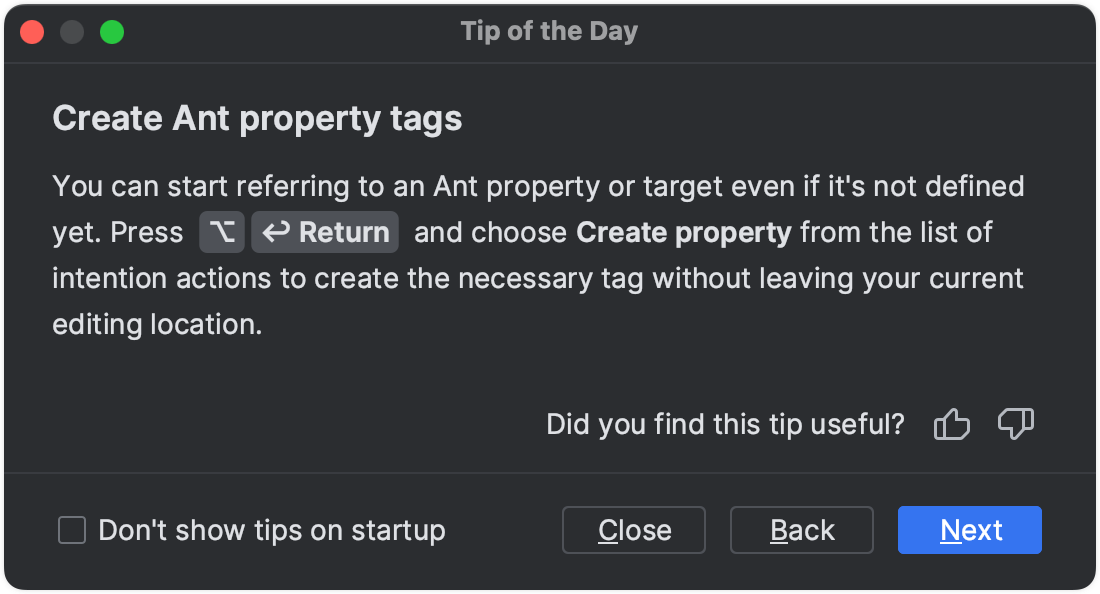 Tip of the Day
Create Ant property tags
You can start referring to an Ant property or target even if it's not defined
yet. Press ⌥ ↩ Return and choose Create property from the list of
intention actions to create the necessary tag without leaving your current
editing location.
Did you find this tip useful?
Don't show tips on startup Close Back Next